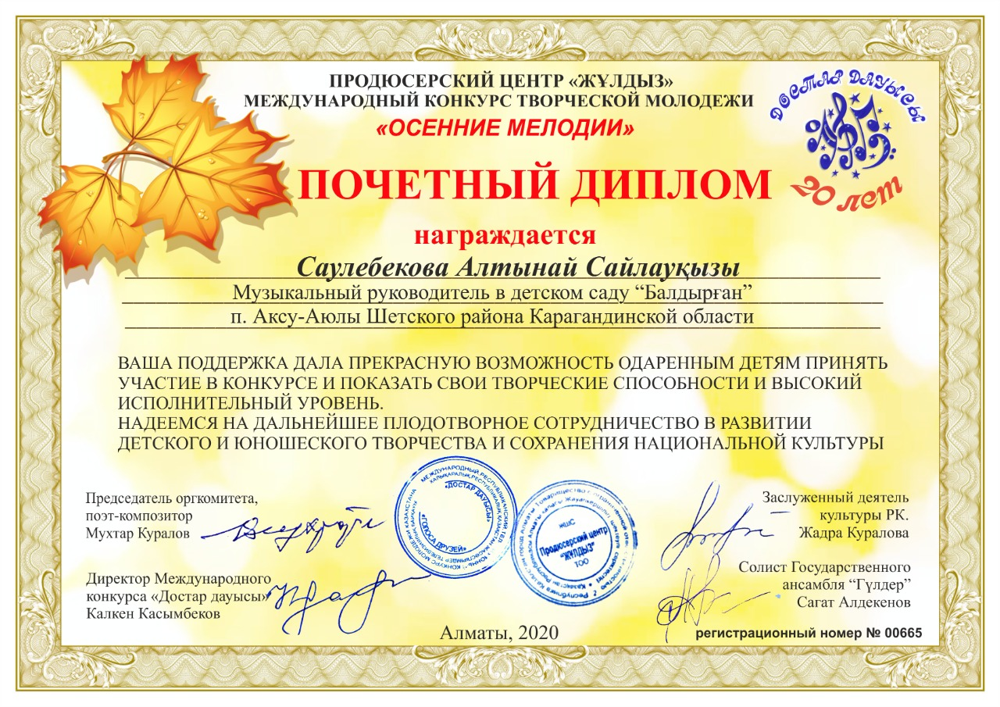 ПРОДЮСЕРСКИЙ ЦЕНТР «ЖҰЛДЫЗ»
МЕЖДУНАРОДНЫЙ КОНКУРС ТВОРЧЕСКОЙ МОЛОДЕЖИ
«ОСЕННИЕ МЕЛОДИИ»
ДОСТАР ДАУЫСЫ
20 лет
ПОЧЕТНЫЙ ДИПЛОМ
награждается
Саулебекова Алтынай Сайлауқызы
Музыкальный руководитель в детском саду “Балдырған”
п. Аксу-Аюлы Шетского района Карагандинской области
ВАША ПОДДЕРЖКА ДАЛА ПРЕКРАСНУЮ ВОЗМОЖНОСТЬ ОДАРЕННЫМ ДЕТЯМ ПРИНЯТЬ
УЧАСТИЕ В КОНКУРСЕ И ПОКАЗАТЬ СВОИ ТВОРЧЕСКИЕ СПОСОБНОСТИ И ВЫСОКИЙ
ИСПОЛНИТЕЛЬНЫЙ УРОВЕНЬ.
НАДЕЕМСЯ НА ДАЛЬНЕЙШЕЕ ПЛОДОТВОРНОЕ СОТРУДНИЧЕСТВО В РАЗВИТИИ
ДЕТСКОГО И ЮНОШЕСКОГО ТВОРЧЕСТВА И СОХРАНЕНИЯ НАЦИОНАЛЬНОЙ КУЛЬТУРЫ
Председатель оргкомитета,
поэт-композитор
Мухтар Куралов
Директор Международного
конкурса «Достар дауысы»
Калкен Касымбеков
«ДОСТАР ДАУЫСЫ»
«ГОЛОСА ДРУЗЕЙ»
ЖШС
Продюсерский центр
"ЖҰЛДЫЗ"
ТОО
Заслуженный деятель
культуры РК.
Жадра Куралова
Солист Государственного
ансамбля “Гүлдер”
Сагат Алдекенов
Алматы, 2020
регистрационный номер № 00665